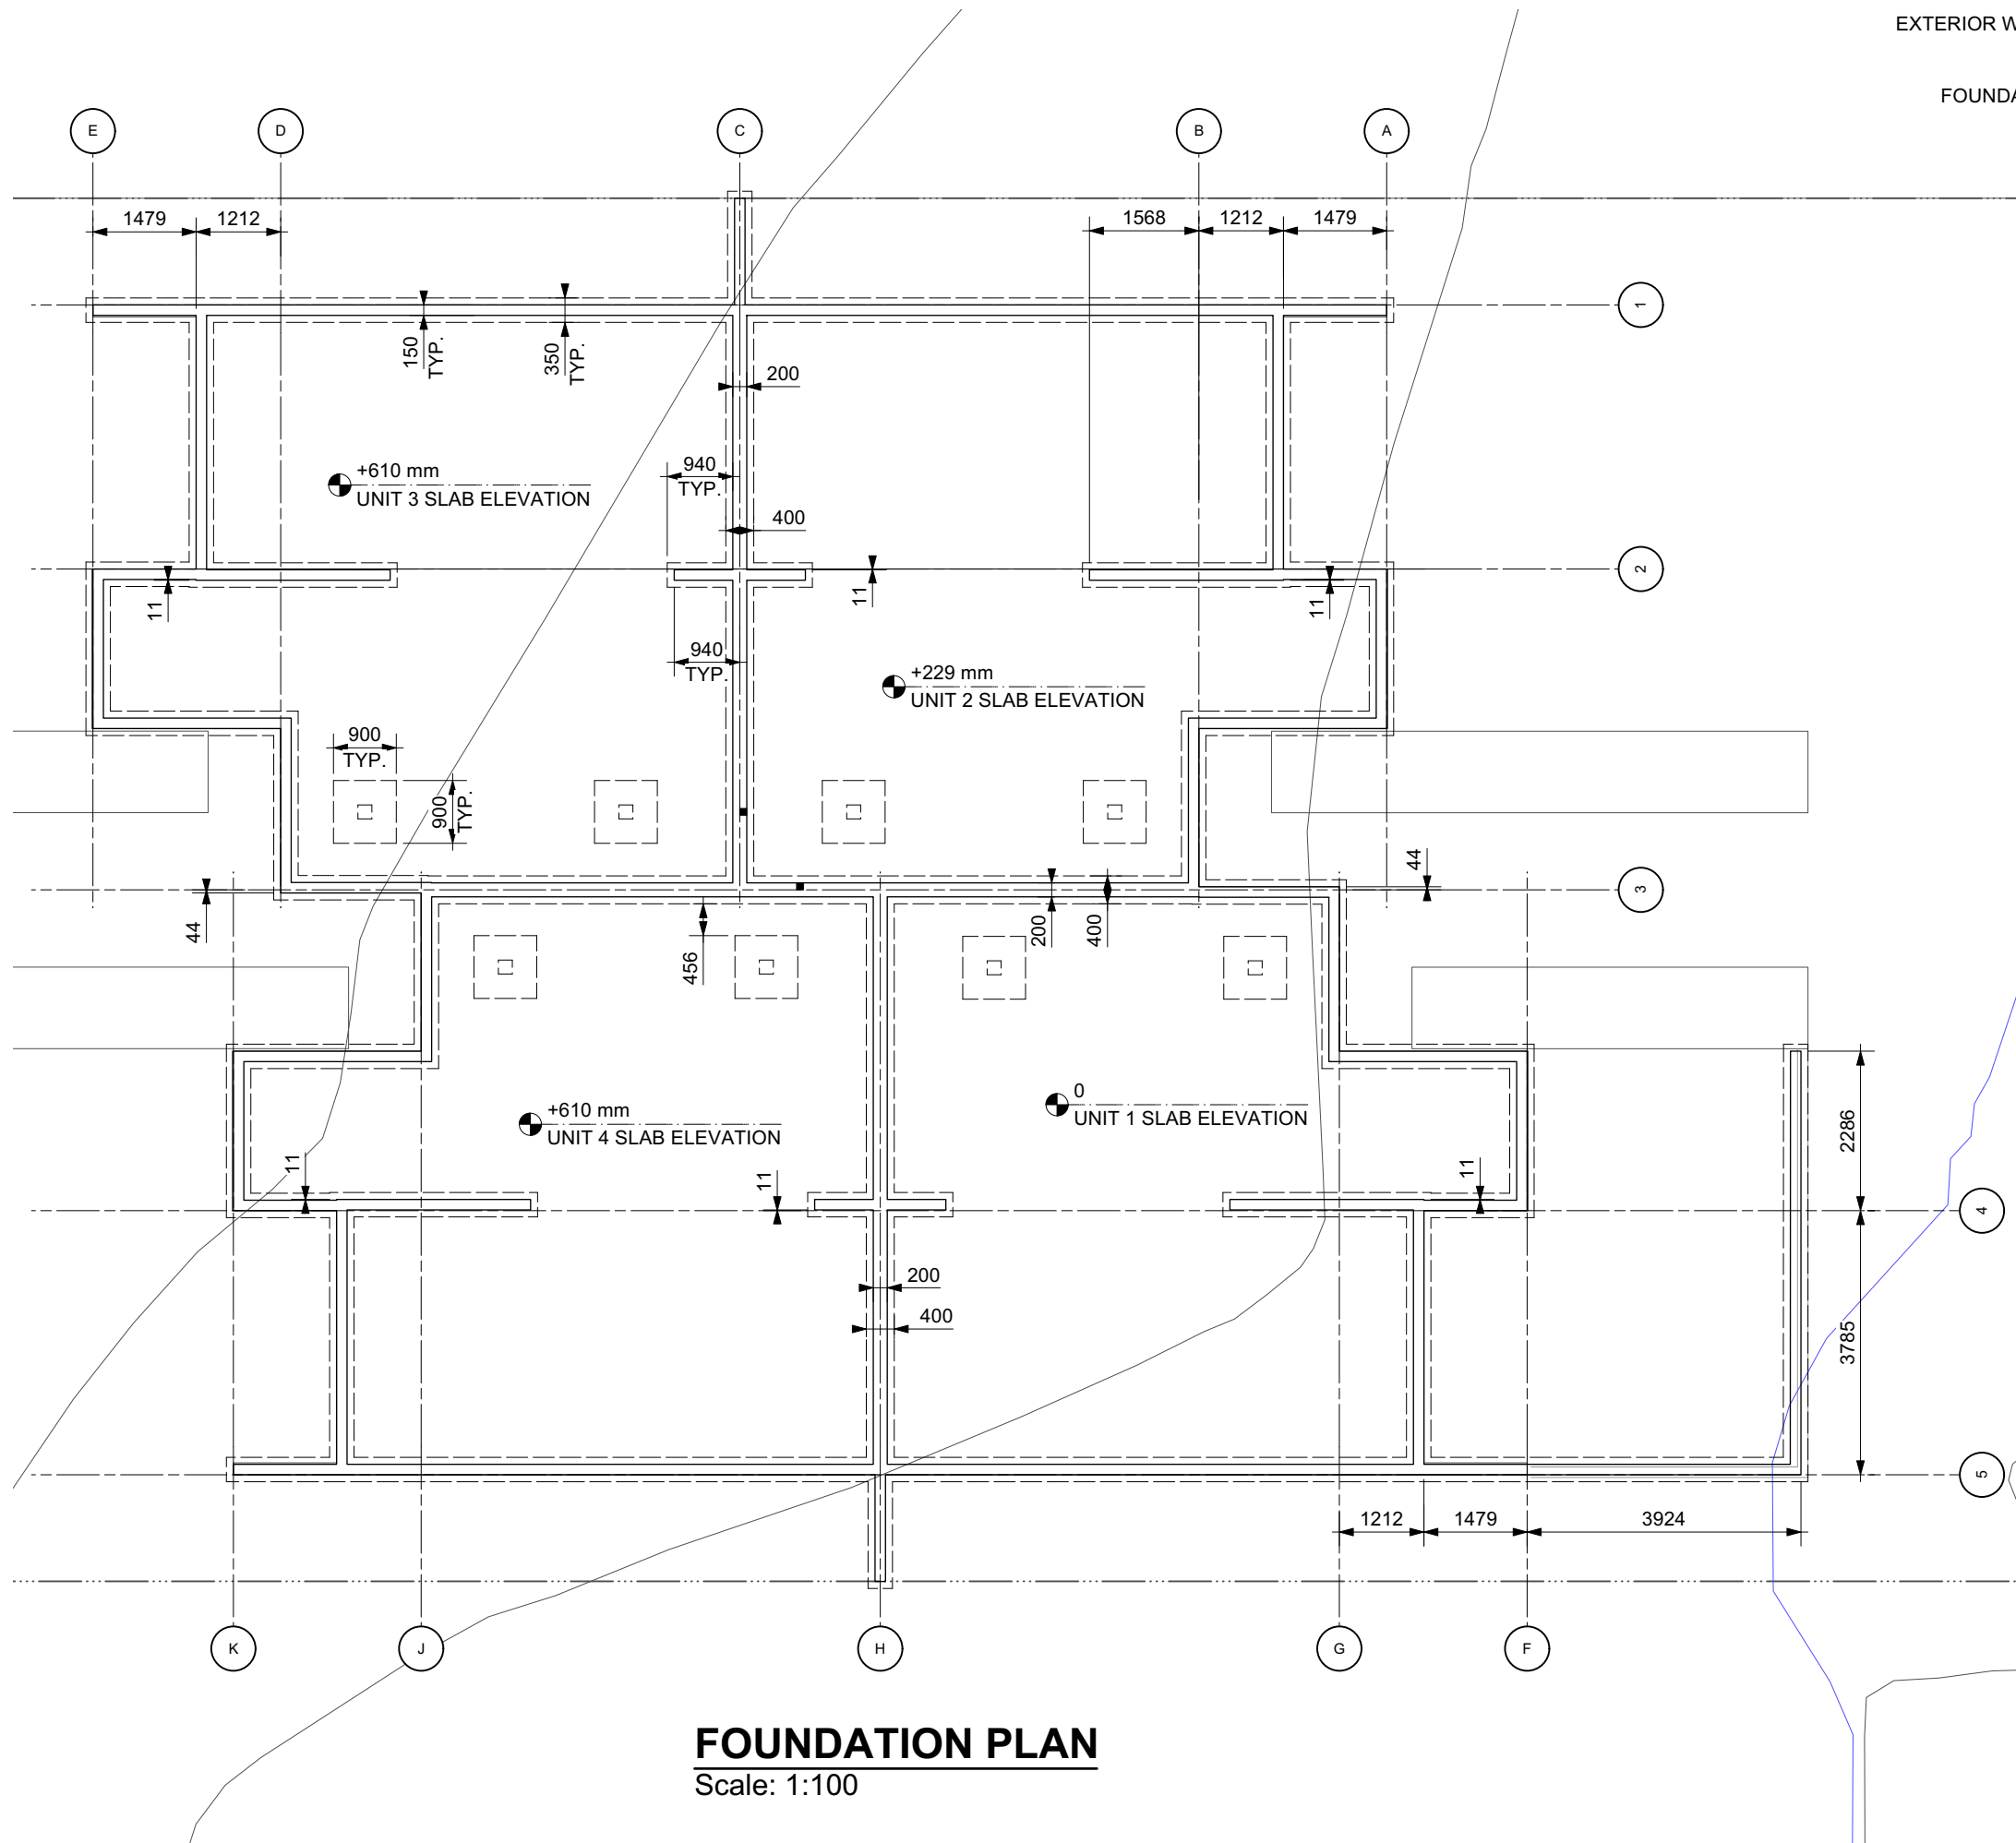 EXTERIOR W
FOUNDA
E
D
C
B
A
1479
1212
1568
1212
1479
1
150
TYP.
350
TYP.
200
+610 mm
UNIT 3 SLAB ELEVATION
940
TYP.
400
2
11
11
11
940
TYP.
+229 mm
UNIT 2 SLAB ELEVATION
900
TYP.
900
TYP.
44
3
44
456
200
400
+610 mm
UNIT 4 SLAB ELEVATION
0
UNIT 1 SLAB ELEVATION
2286
11
11
11
4
200
400
3785
5
1212
1479
3924
K
J
H
G
F
FOUNDATION PLAN
Scale: 1:100